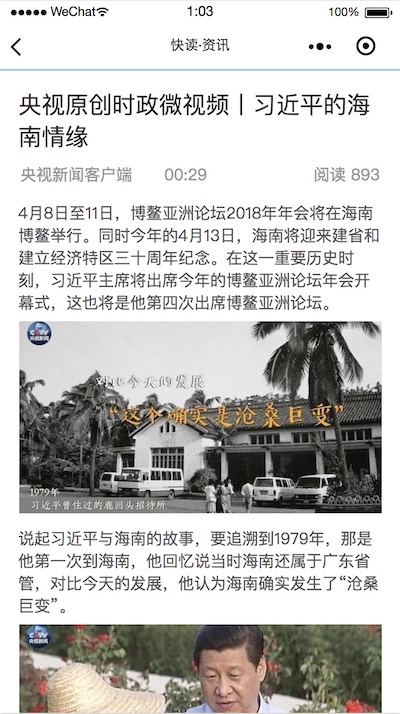 WeChat 1:03 100%
快读·资讯
央视原创时政微视频丨习近平的海
南情缘
央视新闻客户端 00:29 阅读 893
4月8日至11日，博鳌亚洲论坛2018年年会将在海南
博鳌举行。同时今年的4月13日，海南将迎来建省和
建立经济特区三十周年纪念。在这一重要历史时
刻，习近平主席将出席今年的博鳌亚洲论坛年会开
幕式，这也将是他第四次出席博鳌亚洲论坛。
CCTV
央视新闻
对比今天的发展
“这个确实是沧桑巨变”
1979年
习近平曾住过的鹿回头招待所
说起习近平与海南的故事，要追溯到1979年，那是
他第一次到海南，他回忆说当时海南还属于广东省
管，对比今天的发展，他认为海南确实发生了“沧桑
巨变”。
CCTV
央视新闻